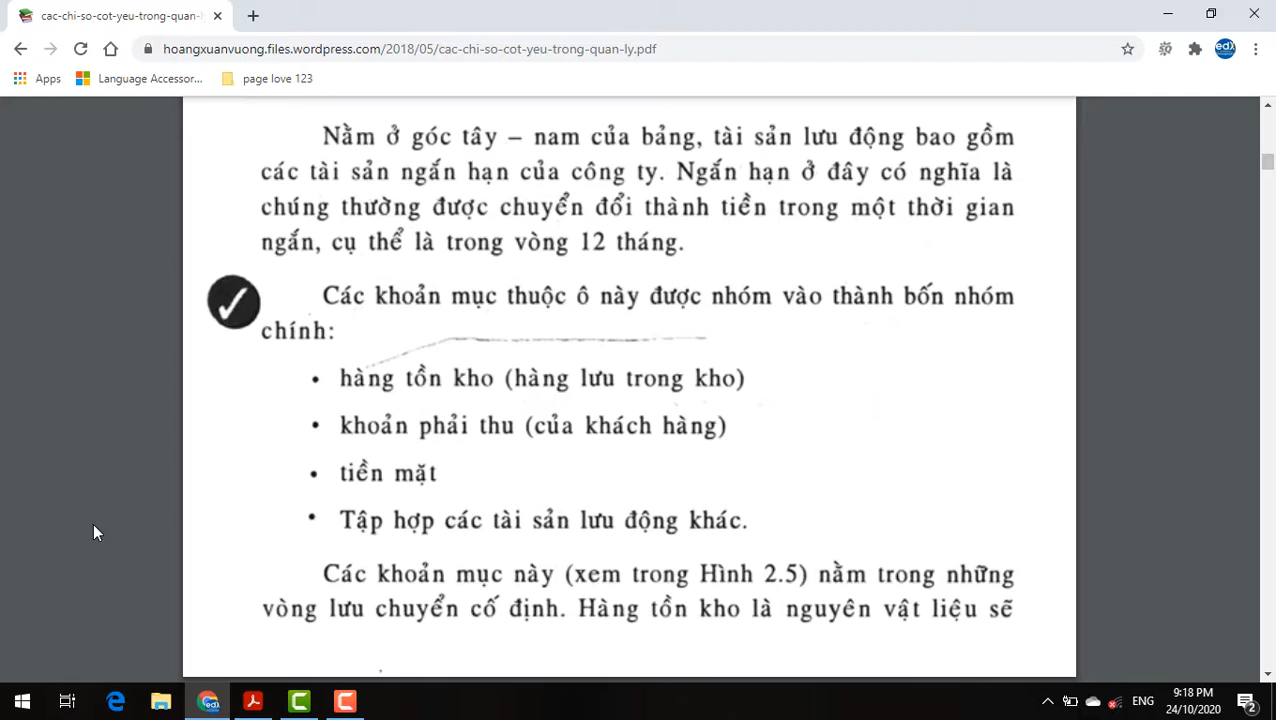 cac-chi-so-cot-yeu-trong-quan-ly
hoangxuanvuong.files.wordpress.com/2018/05/cac-chi-so-cot-yeu-trong-quan-ly.pdf
Apps Language Accessor... page love 123
Nằm ở góc tây – nam của bảng, tài sản lưu động bao gồm
các tài sản ngắn hạn của công ty. Ngắn hạn ở đây có nghĩa là
chúng thường được chuyển đổi thành tiền trong một thời gian
ngắn, cụ thể là trong vòng 12 tháng.
Các khoản mục thuộc ô này được nhóm vào thành bốn nhóm
chính:
• hàng tồn kho (hàng lưu trong kho)
• khoản phải thu (của khách hàng)
• tiền mặt
• Tập hợp các tài sản lưu động khác.
Các khoản mục này (xem trong Hình 2.5) nằm trong những
vòng lưu chuyển cố định. Hàng tồn kho là nguyên vật liệu sẽ
ENG
9:18 PM
24/10/2020
2